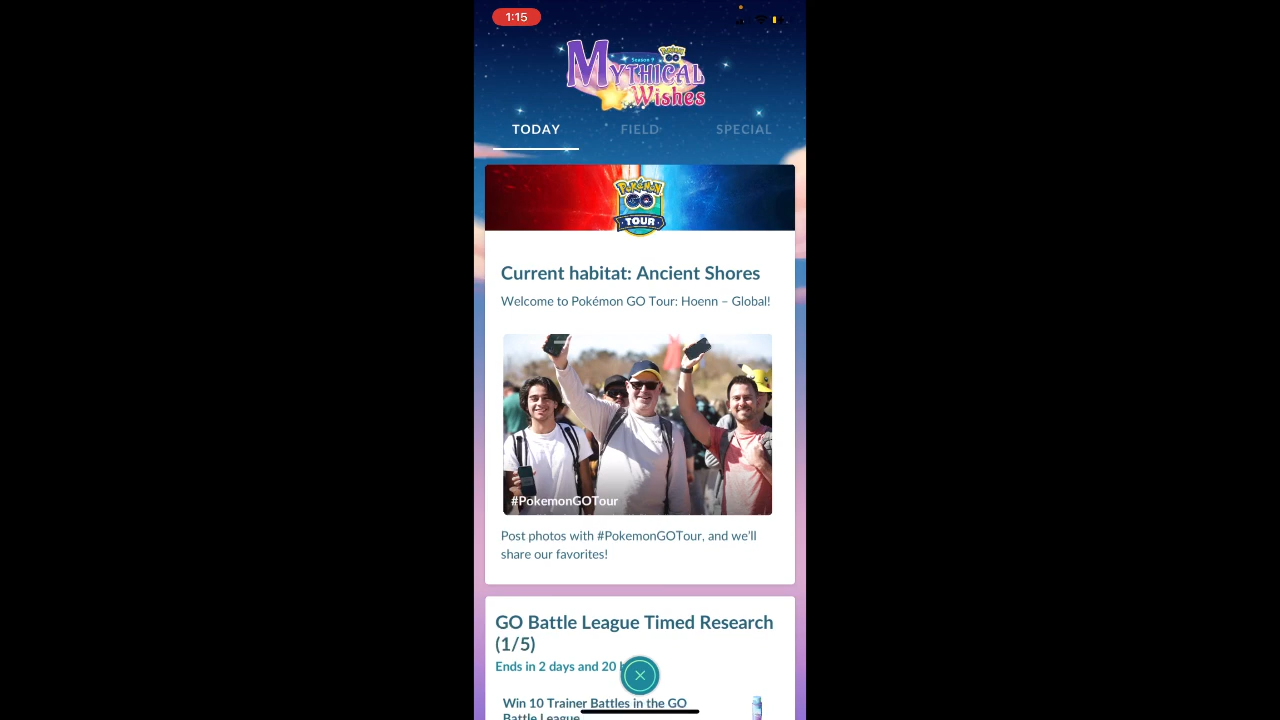 1:15
Season 9
Pokémon GO
MYTHICAL
Wishes
TODAY FIELD SPECIAL
Pokémon
GO
TOUR
Current habitat: Ancient Shores
Welcome to Pokémon GO Tour: Hoenn – Global!
#PokemonGOTour
Post photos with #PokemonGOTour, and we'll
share our favorites!
GO Battle League Timed Research
(1/5)
Ends in 2 days and 20
Win 10 Trainer Battles in the GO
Battle League